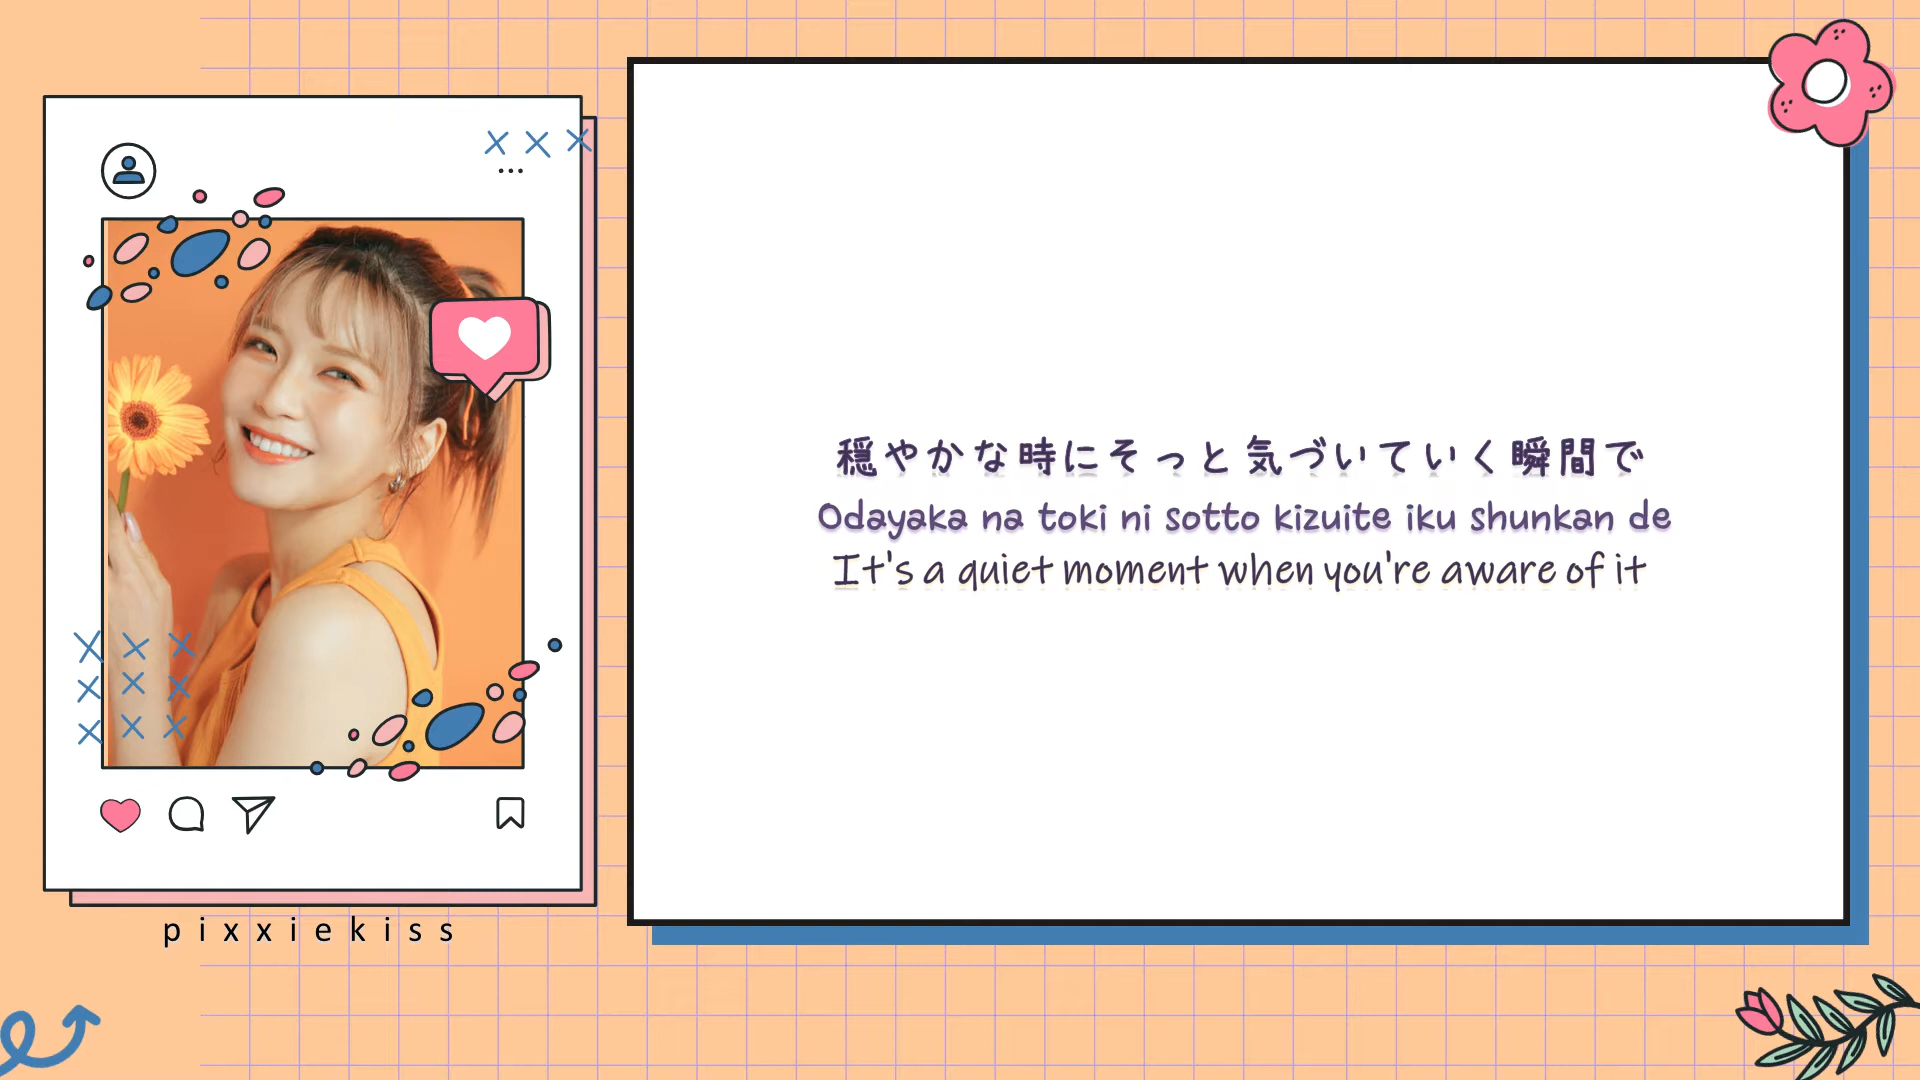 穏やかな時にそっと気づいていく瞬間で
Odayaka na toki ni sotto kizuite iku shunkan de
It's a quiet moment when you're aware of it
pixxiekiss